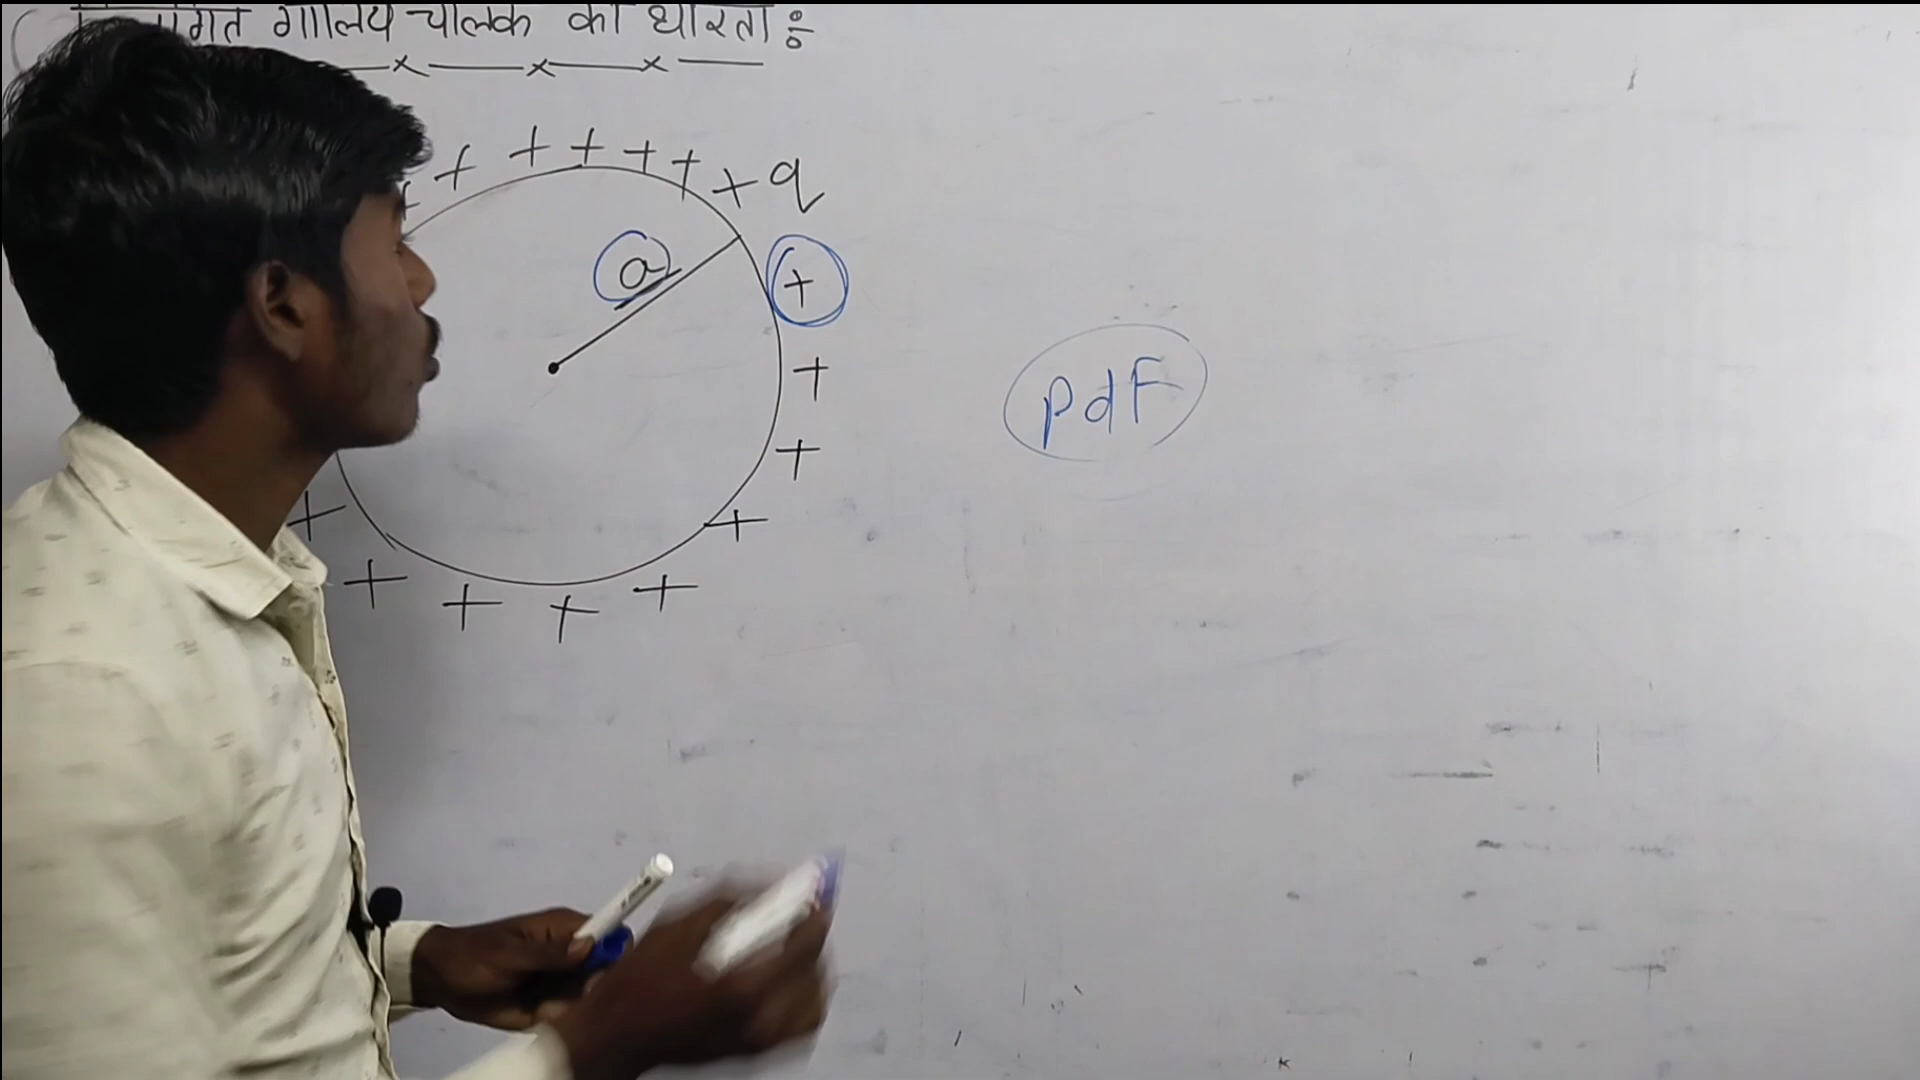 गोलिय चालक की धारिता :-
+ + + + + + + q
a +
+
pdF
+
+ +
+ + + +